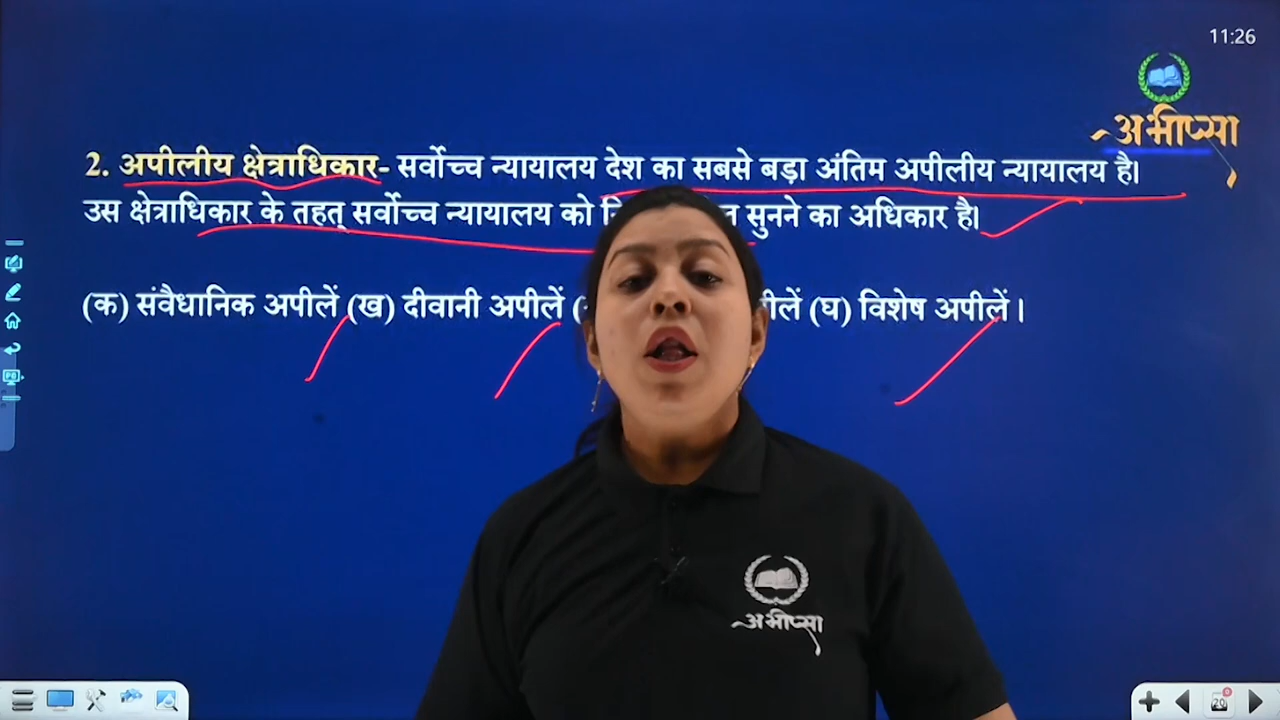 11:26
अभीप्सा
2. अपीलीय क्षेत्राधिकार- सर्वोच्च न्यायालय देश का सबसे बड़ा अंतिम अपीलीय न्यायालय है।
उस क्षेत्राधिकार के तहत् सर्वोच्च न्यायालय को सुनने का अधिकार है।
(क) संवैधानिक अपीलें (ख) दीवानी अपीलें (घ) विशेष अपीलें।
अभीप्सा
20